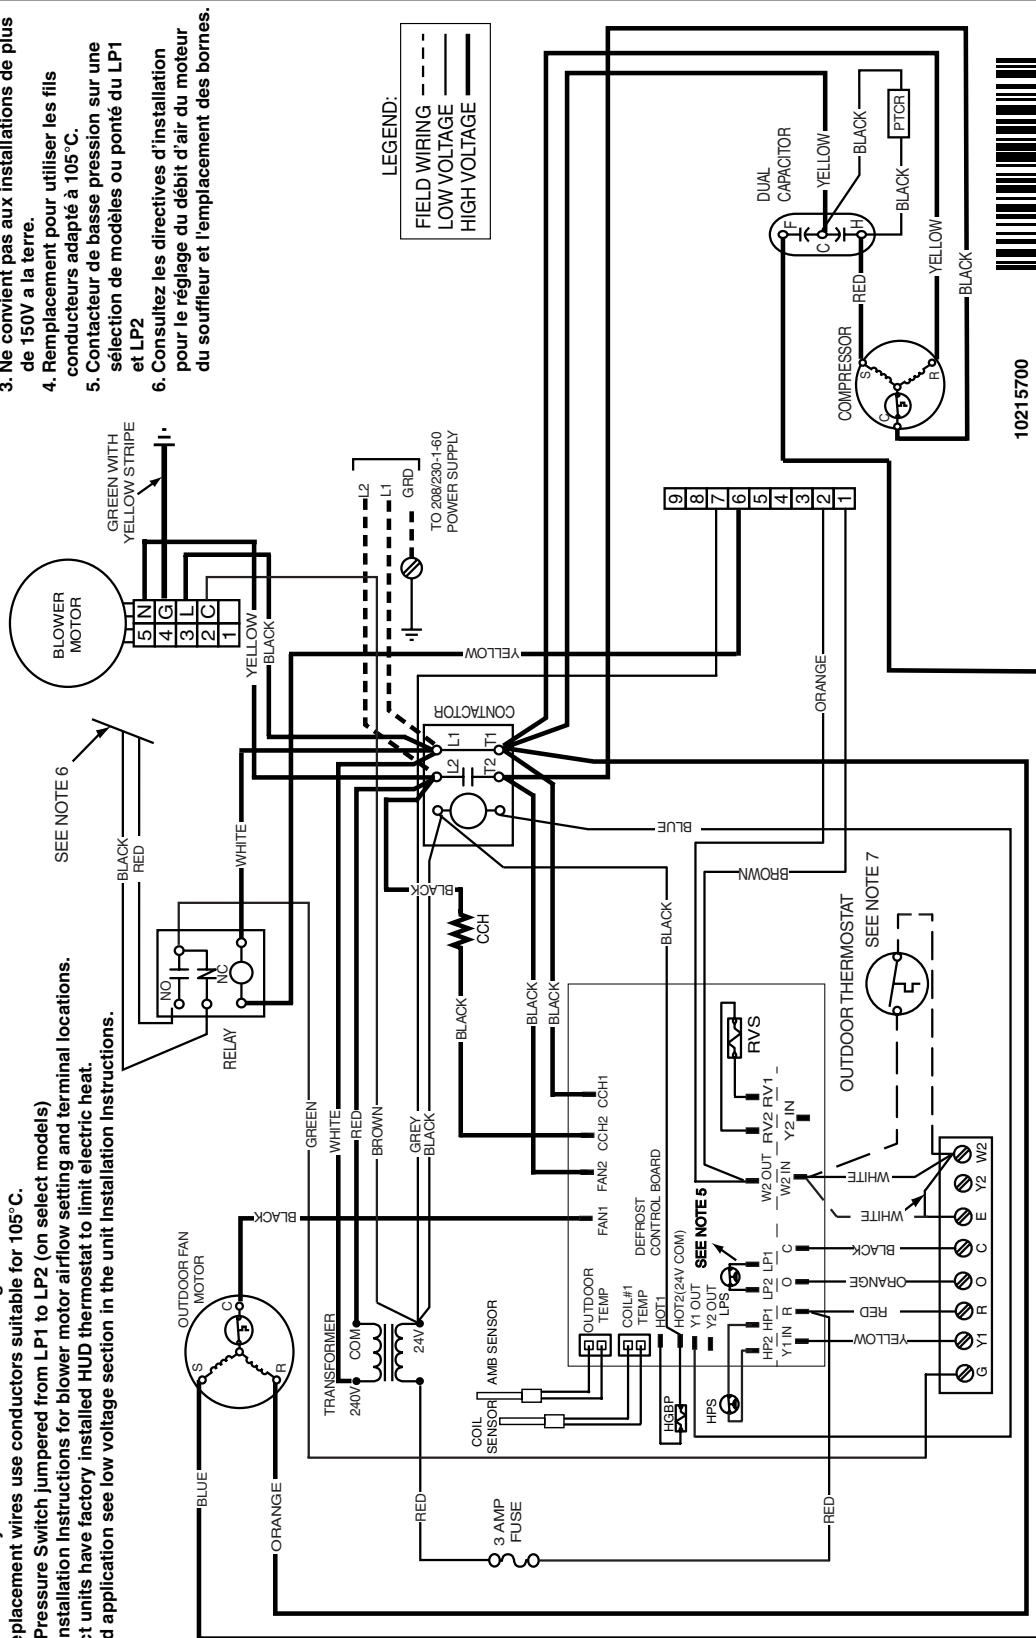 eplacement wires use conductors suitable for 105°C.
Pressure Switch jumpered from LP1 to LP2 (on select models)
nstallation Instructions for blower motor airflow setting and terminal locations.
ct units have factory installed HUD thermostat to limit electric heat.
d application see low voltage section in the unit Installation Instructions.
3. Ne convient pas aux installations de plus
de 150V a la terre.
4. Remplacement pour utiliser les fils
conducteurs adapté à 105°C.
5. Contacteur de basse pression sur une
sélection de modèles ou ponté du LP1
et LP2
6. Consultez les directives d'installation
pour le réglage du débit d'air du moteur
du souffleur et l'emplacement des bornes.
LEGEND:
FIELD WIRING
LOW VOLTAGE
HIGH VOLTAGE
SEE NOTE 6
BLACK
RED
WHITE
NO
NC
RELAY
BLOWER
MOTOR
5 N
4 G
3 L
2 C
1
GREEN WITH
YELLOW STRIPE
YELLOW
BLACK
L2
L1
GRD
TO 208/230-1-60
POWER SUPPLY
YELLOW
CONTACTOR
L1
L2
T1
T2
BLUE
BLACK
BLACK
CCH
BLACK
BLACK
BLACK
GREEN
WHITE
RED
BROWN
GREY
BLACK
OUTDOOR FAN
MOTOR
S
C
R
BLUE
ORANGE
BLACK
TRANSFORMER
240V
COM
24V
RED
3 AMP
FUSE
RED
COIL
SENSOR
AMB SENSOR
FAN1
FAN2
CCH2
CCH1
OUTDOOR
TEMP
COIL#1
TEMP
DEFROST
CONTROL BOARD
HOT1
HOT2(24V COM)
Y1 OUT
Y2 OUT
SEE NOTE 5
HGBP
HPS
LPS
HP2
HP1
LP2
LP1
Y1 IN
R
O
C
W2 OUT
W2 IN
RV2
RV1
Y2 IN
RVS
YELLOW
RED
ORANGE
BLACK
WHITE
WHITE
G
Y1
R
O
C
E
Y2
W2
OUTDOOR THERMOSTAT
SEE NOTE 7
BROWN
ORANGE
9
8
7
6
5
4
3
2
1
DUAL
CAPACITOR
F
C
H
YELLOW
BLACK
PTCR
BLACK
RED
COMPRESSOR
S
C
R
YELLOW
BLACK
10215700